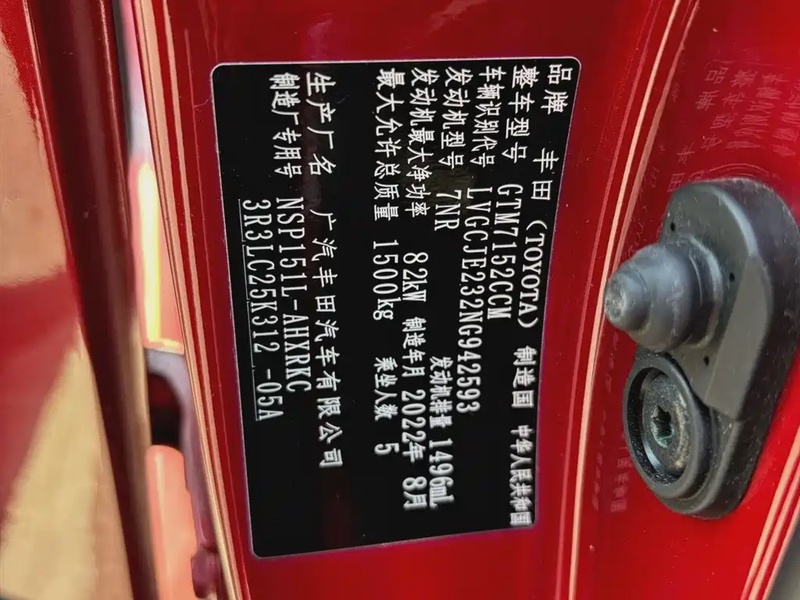 品牌 丰田(TOYOTA) 制造国 中华人民共和国
整车型号 GTM7152CCM
车辆识别代号 LVGCJE232NG942593
发动机型号 7NR 发动机排量 1496mL
发动机最大净功率 82kW 制造年月 2022年 8月
最大允许总质量 1500kg 乘坐人数 5
生产厂名 广汽丰田汽车有限公司
制造厂专用号 NSP151L-AHXRKC
3R3LC25K312 -05A